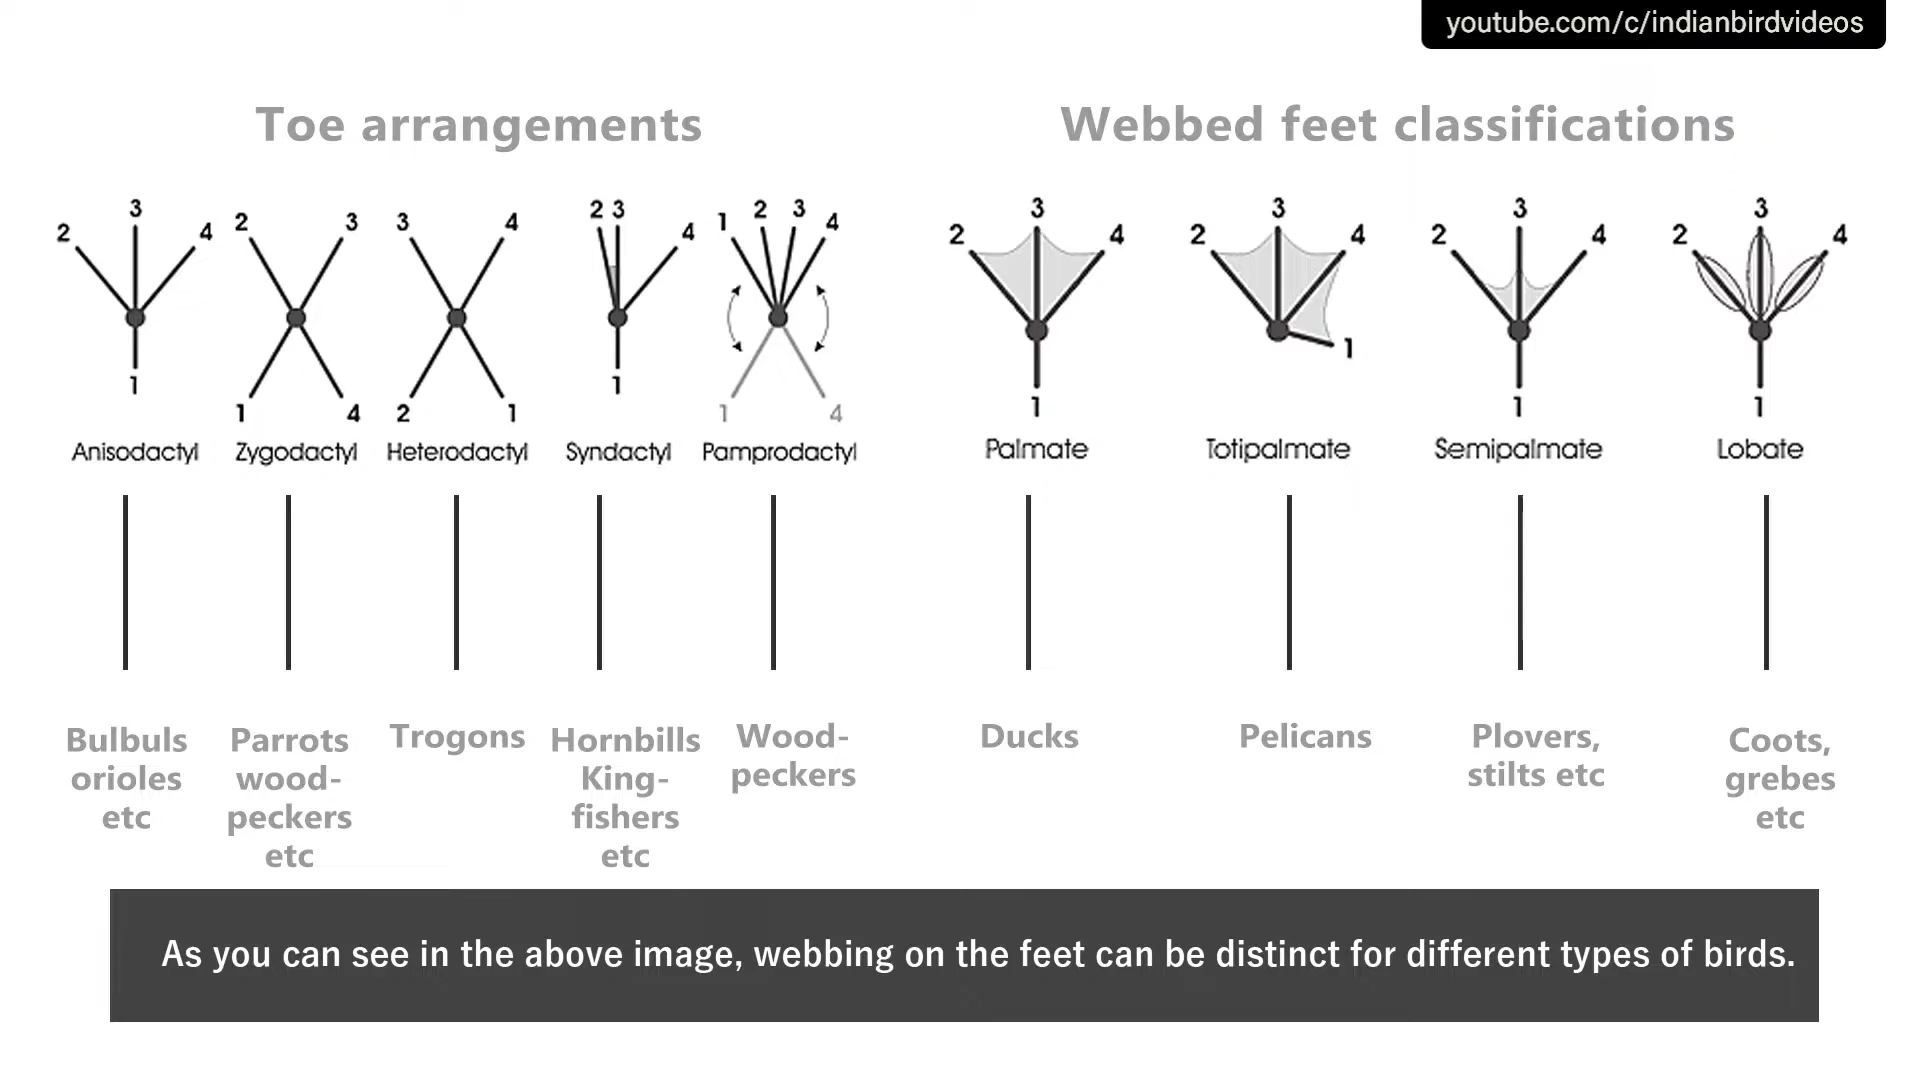 youtube.com/c/indianbirdvideos
Toe arrangements
2 3 4
1
Anisodactyl
2 3
1 4
Zygodactyl
3 4
2 1
Heterodactyl
2 3 4
1
Syndactyl
1 2 3 4
1 4
Pamprodactyl
Bulbuls
orioles
etc
Parrots
wood-
peckers
etc
Trogons
Hornbills
King-
fishers
etc
Wood-
peckers
Webbed feet classifications
2 3 4
1
Palmate
2 3 4
1
Totipalmate
2 3 4
1
Semipalmate
2 3 4
1
Lobate
Ducks
Pelicans
Plovers,
stilts etc
Coots,
grebes
etc
As you can see in the above image, webbing on the feet can be distinct for different types of birds.